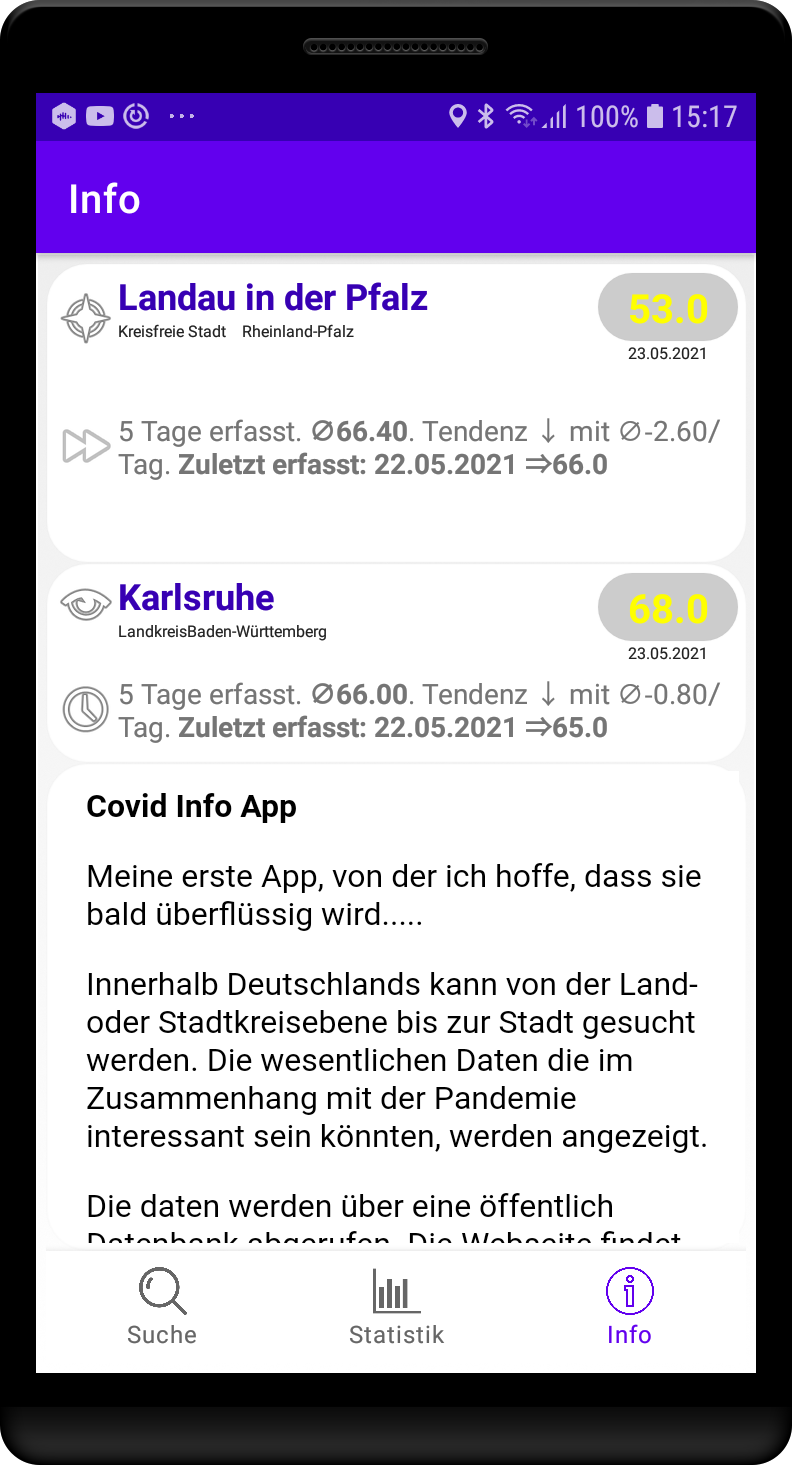 100% 15:17
Info
Landau in der Pfalz 53.0
Kreisfreie Stadt Rheinland-Pfalz
23.05.2021
5 Tage erfasst. ∅66.40. Tendenz ↓ mit ∅-2.60/
Tag. Zuletzt erfasst: 22.05.2021 ⇒66.0
Karlsruhe 68.0
LandkreisBaden-Württemberg
23.05.2021
5 Tage erfasst. ∅66.00. Tendenz ↓ mit ∅-0.80/
Tag. Zuletzt erfasst: 22.05.2021 ⇒65.0
Covid Info App
Meine erste App, von der ich hoffe, dass sie
bald überflüssig wird.....
Innerhalb Deutschlands kann von der Land-
oder Stadtkreisebene bis zur Stadt gesucht
werden. Die wesentlichen Daten die im
Zusammenhang mit der Pandemie
interessant sein könnten, werden angezeigt.
Die daten werden über eine öffentlich
Datenbank abgerufen. Die Webseite findet
Suche Statistik Info